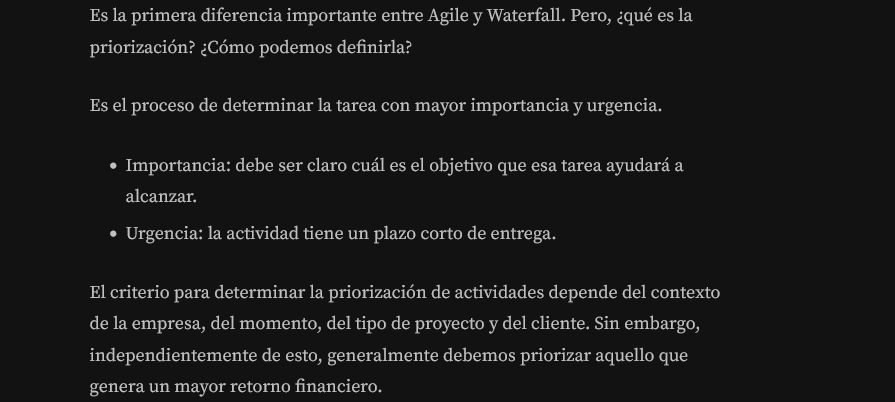 Es la primera diferencia importante entre Agile y Waterfall. Pero, ¿qué es la
priorización? ¿Cómo podemos definirla?
Es el proceso de determinar la tarea con mayor importancia y urgencia.
• Importancia: debe ser claro cuál es el objetivo que esa tarea ayudará a
alcanzar.
• Urgencia: la actividad tiene un plazo corto de entrega.
El criterio para determinar la priorización de actividades depende del contexto
de la empresa, del momento, del tipo de proyecto y del cliente. Sin embargo,
independientemente de esto, generalmente debemos priorizar aquello que
genera un mayor retorno financiero.